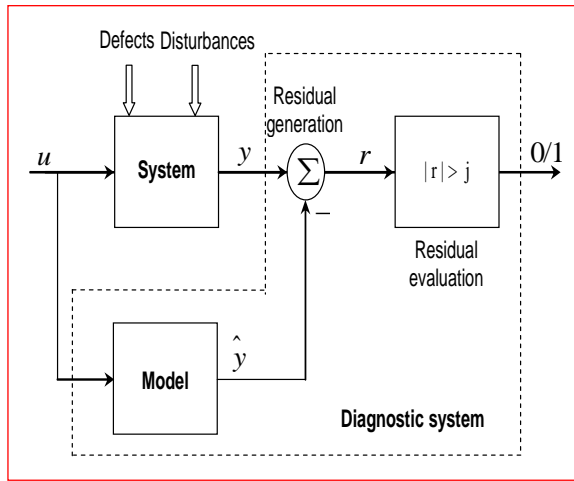 Defects Disturbances
Residual
generation
u
System
y
Σ
r
|r| > j
0/1
−
Residual
evaluation
Model
ŷ
Diagnostic system